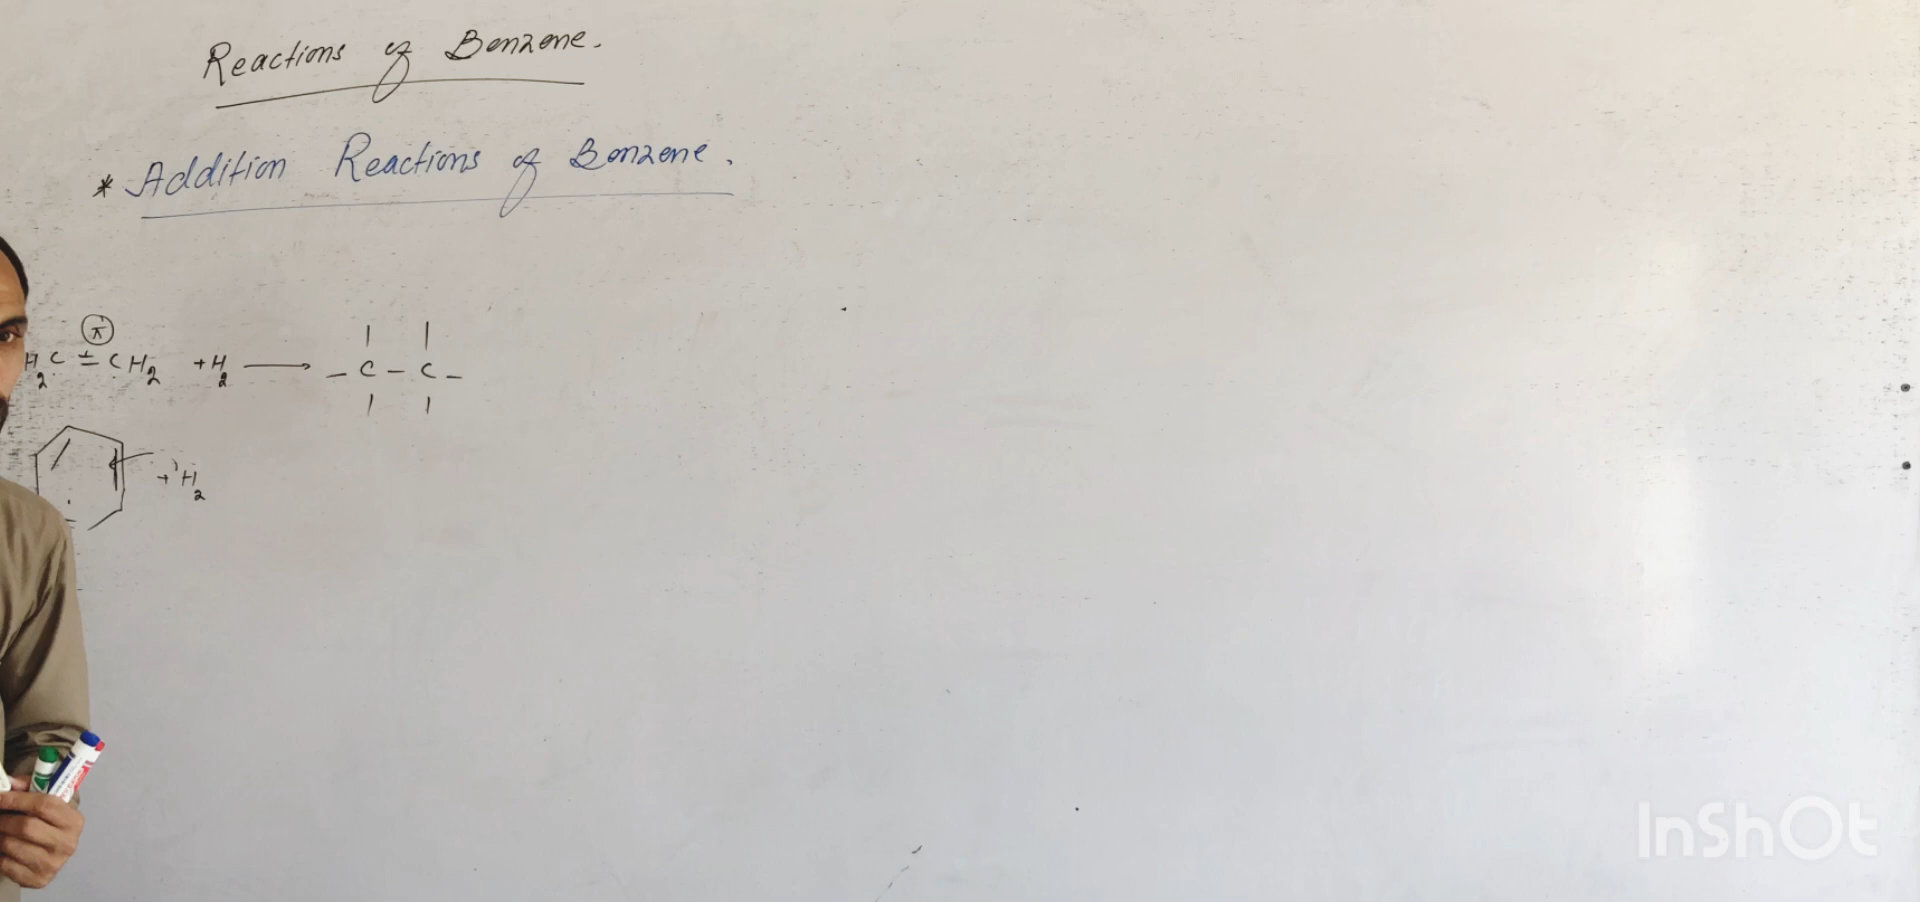 Reactions of Benzene.
* Addition Reactions of Benzene.
π
H2C = CH2 + H2 ⟶ - C - C -
+ H2
InShOt